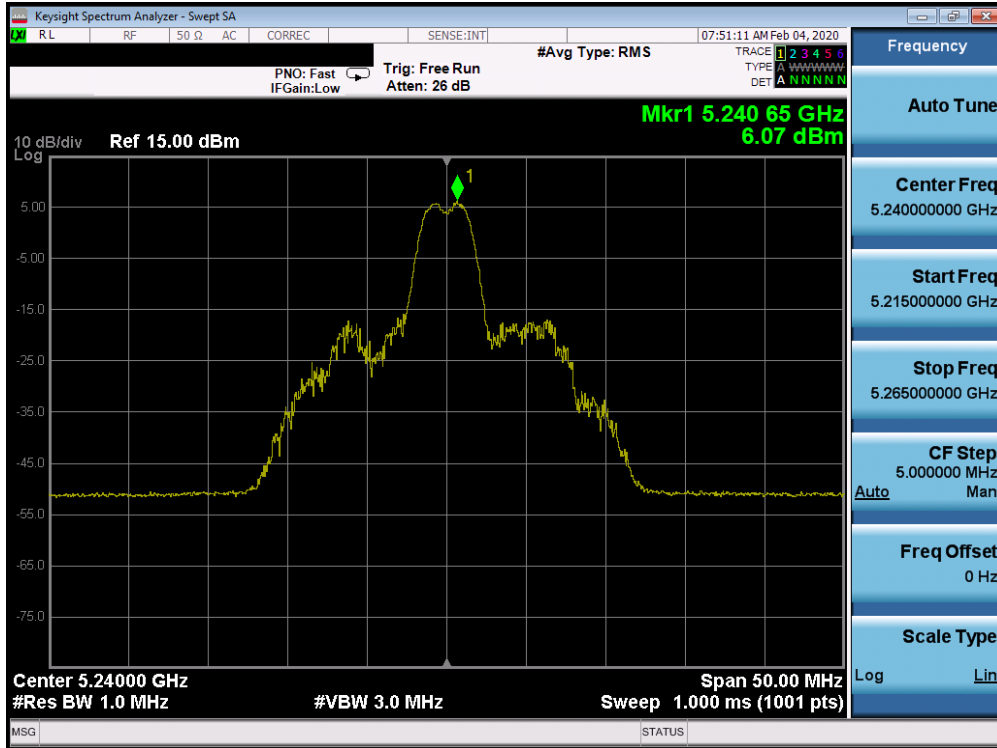 Keysight Spectrum Analyzer - Swept SA
LXI RL RF 50 Ω AC CORREC SENSE:INT 07:51:11 AM Feb 04, 2020
#Avg Type: RMS TRACE 1 2 3 4 5 6
PNO: Fast Trig: Free Run TYPE A WWWWW
IFGain:Low Atten: 26 dB DET A N N N N N
Mkr1 5.240 65 GHz
6.07 dBm
10 dB/div Ref 15.00 dBm
Log
1
5.00
-5.00
-15.0
-25.0
-35.0
-45.0
-55.0
-65.0
-75.0
Center 5.24000 GHz Span 50.00 MHz
#Res BW 1.0 MHz #VBW 3.0 MHz Sweep 1.000 ms (1001 pts)
MSG STATUS
Frequency
Auto Tune
Center Freq
5.240000000 GHz
Start Freq
5.215000000 GHz
Stop Freq
5.265000000 GHz
CF Step
5.000000 MHz
Auto Man
Freq Offset
0 Hz
Scale Type
Log Lin